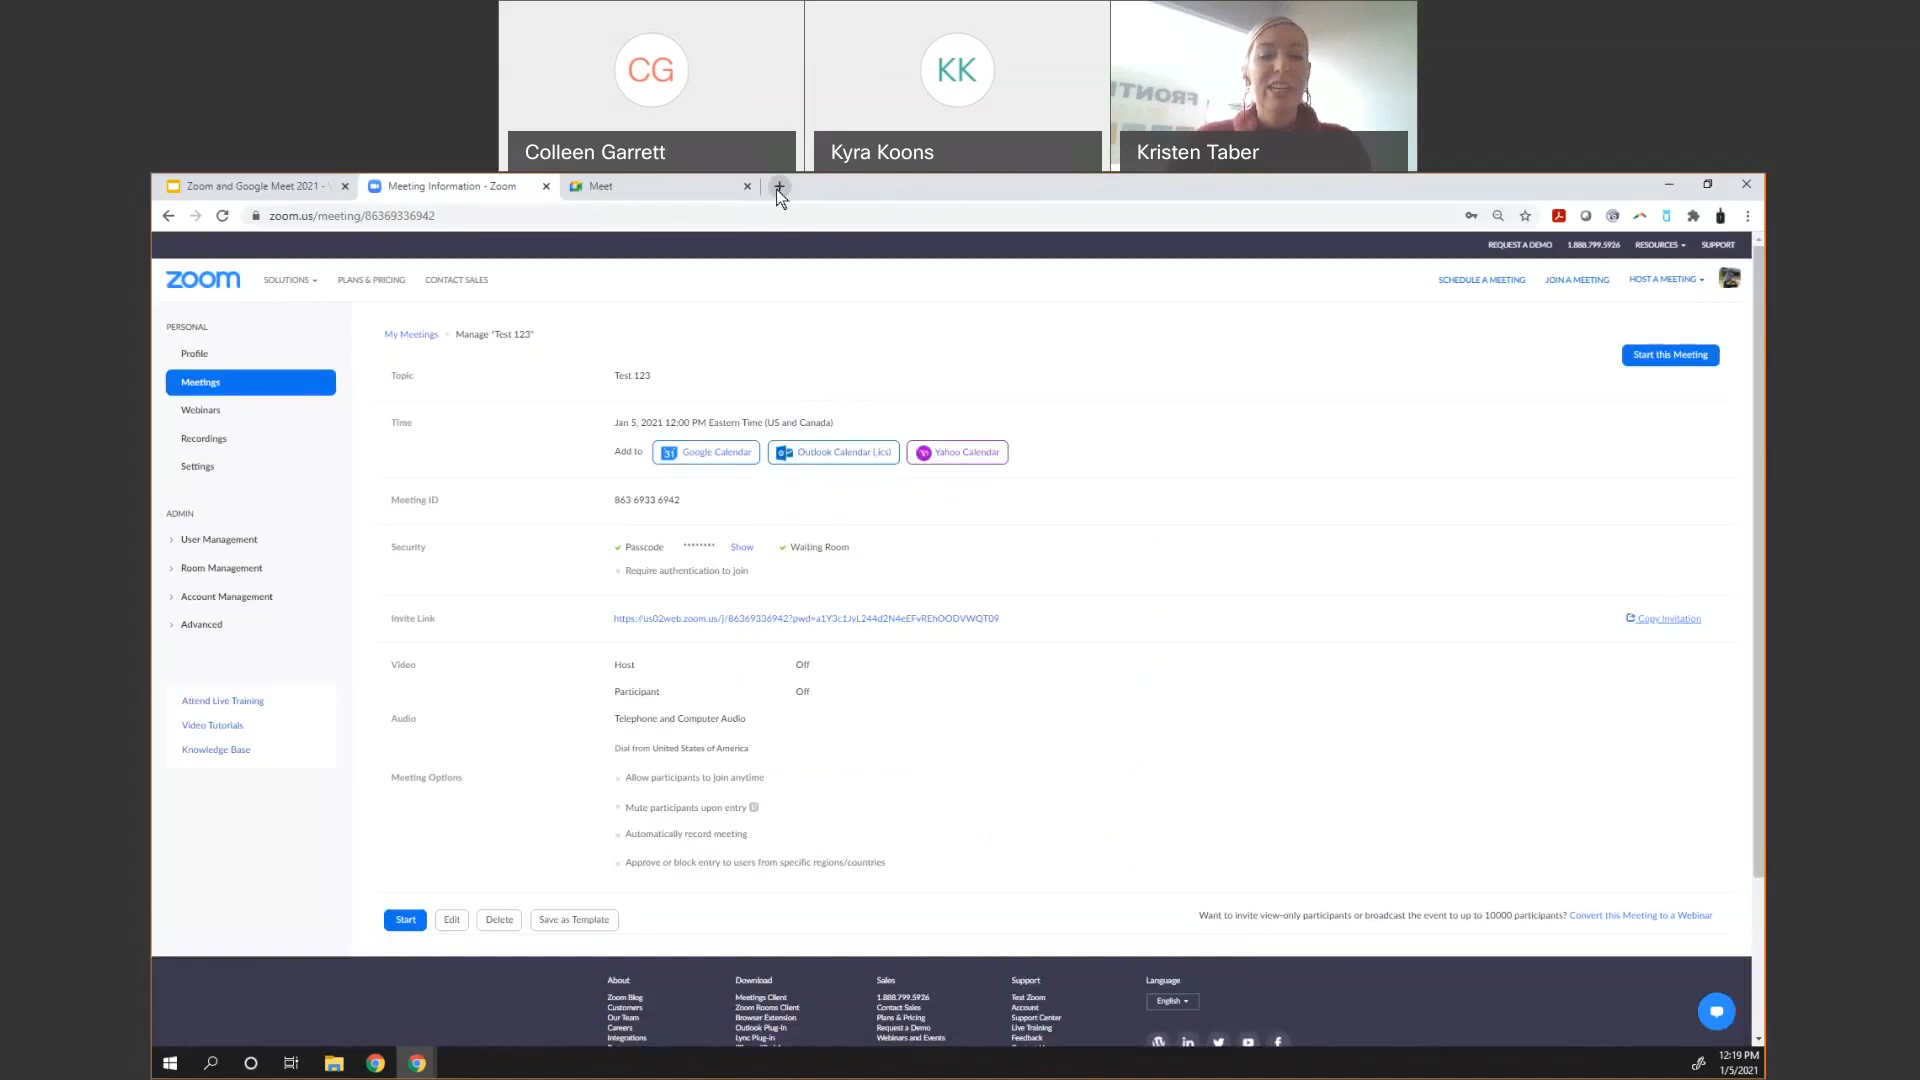 CG
KK
FRONT
Colleen Garrett
Kyra Koons
Kristen Taber
Zoom and Google Meet 2021 -
Meeting Information - Zoom
Meet
zoom.us/meeting/86369336942
REQUEST A DEMO
1.888.799.5926
RESOURCES
SUPPORT
zoom
SOLUTIONS
PLANS & PRICING
CONTACT SALES
SCHEDULE A MEETING
JOIN A MEETING
HOST A MEETING
PERSONAL
Profile
Meetings
Webinars
Recordings
Settings
ADMIN
User Management
Room Management
Account Management
Advanced
Attend Live Training
Video Tutorials
Knowledge Base
My Meetings > Manage "Test 123"
Start this Meeting
Topic
Test 123
Time
Jan 5, 2021 12:00 PM Eastern Time (US and Canada)
Add to
31 Google Calendar
Outlook Calendar (.ics)
Yahoo Calendar
Meeting ID
863 6933 6942
Security
Passcode ******** Show
Waiting Room
Require authentication to join
Invite Link
https://us02web.zoom.us/j/86369336942?pwd=a1Y3c1JyL244d2N4eEFvREhOODVWQT09
Copy Invitation
Video
Host Off
Participant Off
Audio
Telephone and Computer Audio
Dial from United States of America
Meeting Options
Allow participants to join anytime
Mute participants upon entry
Automatically record meeting
Approve or block entry to users from specific regions/countries
Start
Edit
Delete
Save as Template
Want to invite view-only participants or broadcast the event to up to 10000 participants? Convert this Meeting to a Webinar
About
Zoom Blog
Customers
Our Team
Careers
Integrations
Download
Meetings Client
Zoom Rooms Client
Browser Extension
Outlook Plug-in
Lync Plug-in
Sales
1.888.799.5926
Contact Sales
Plans & Pricing
Request a Demo
Webinars and Events
Support
Test Zoom
Account
Support Center
Live Training
Feedback
Language
English
12:19 PM
1/5/2021